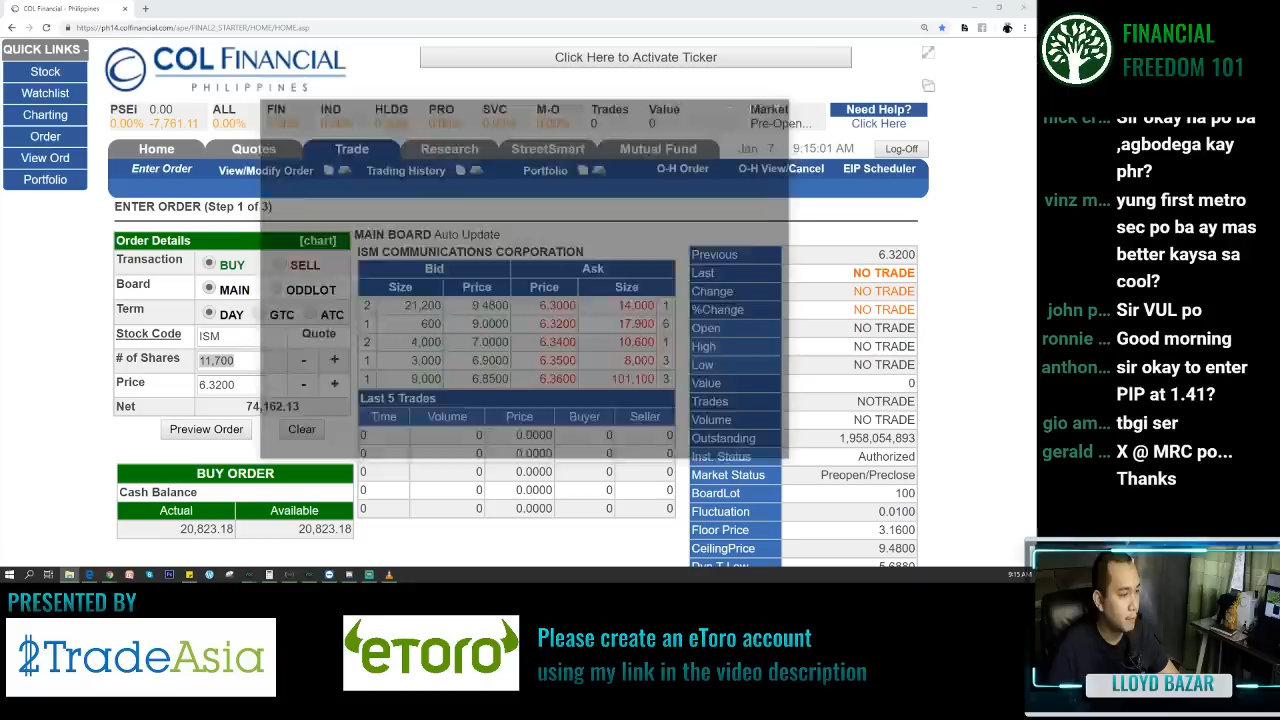 COL Financial - Philippines
https://ph14.colfinancial.com/ape/FINAL2_STARTER/HOME/HOME.asp
QUICK LINKS -
Stock
Watchlist
Charting
Order
View Ord
Portfolio
COL FINANCIAL
PHILIPPINES
Click Here to Activate Ticker
PSEi 0.00 ALL FIN IND HLDG PRO SVC M-O Trades Value Market
0.00% -7,761.11 0.00% 0 0 Pre-Open...
Need Help?
Click Here
Home Quotes Trade Research StreetSmart Mutual Fund Jan 7 9:15:01 AM Log-Off
Enter Order View/Modify Order Trading History Portfolio O-H Order O-H View/Cancel EIP Scheduler
ENTER ORDER (Step 1 of 3)
Order Details [chart]
Transaction BUY SELL
Board MAIN ODDLOT
Term DAY GTC ATC
Stock Code ISM Quote
# of Shares 11,700 - +
Price 6.3200 - +
Net 74,162.13
Preview Order Clear
BUY ORDER
Cash Balance
Actual Available
20,823.18 20,823.18
MAIN BOARD Auto Update
ISM COMMUNICATIONS CORPORATION
Bid Ask
Size Price Price Size
2 21,200 9.4800 6.3000 14,000 1
1 600 9.0000 6.3200 17,900 6
2 4,000 7.0000 6.3400 10,600 1
1 3,000 6.9000 6.3500 8,000 3
1 9,000 6.8500 6.3600 101,100 3
Last 5 Trades
Time Volume Price Buyer Seller
0 0 0.0000 0 0
0 0 0.0000 0 0
0 0 0.0000 0 0
0 0 0.0000 0 0
0 0 0.0000 0 0
Previous 6.3200
Last NO TRADE
Change NO TRADE
%Change NO TRADE
Open NO TRADE
High NO TRADE
Low NO TRADE
Value 0
Trades NOTRADE
Volume NO TRADE
Outstanding 1,958,054,893
Inst. Status Authorized
Market Status Preopen/Preclose
BoardLot 100
Fluctuation 0.0100
Floor Price 3.1600
CeilingPrice 9.4800
9:15 AM
FINANCIAL
FREEDOM 101
Sir okay na po ba
,agbodega kay
phr?
vinz m... yung first metro
sec po ba ay mas
better kaysa sa
cool?
john p... Sir VUL po
ronnie ... Good morning
anthon... sir okay to enter
PIP at 1.41?
gio am... tbgi ser
gerald ... X @ MRC po...
Thanks
PRESENTED BY
2TradeAsia
eToro
Please create an eToro account
using my link in the video description
LLOYD BAZAR